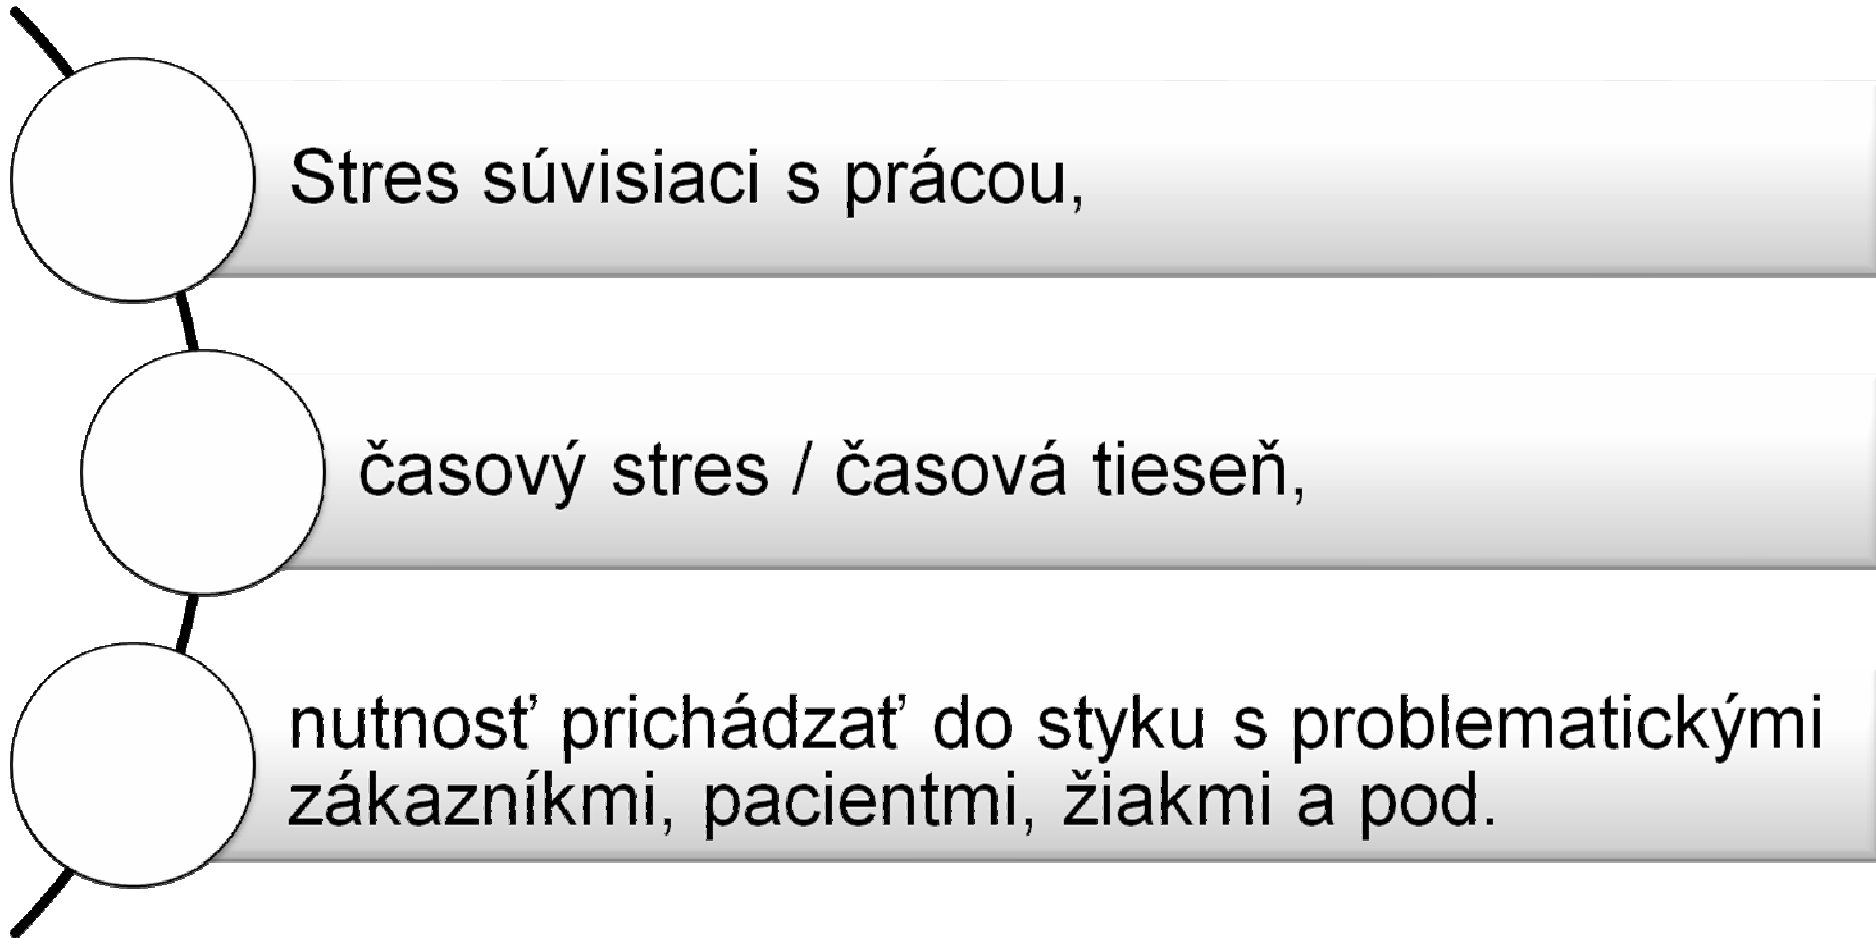 Stres súvisiaci s prácou,
časový stres / časová tieseň,
nutnosť prichádzať do styku s problematickými
zákazníkmi, pacientmi, žiakmi a pod.